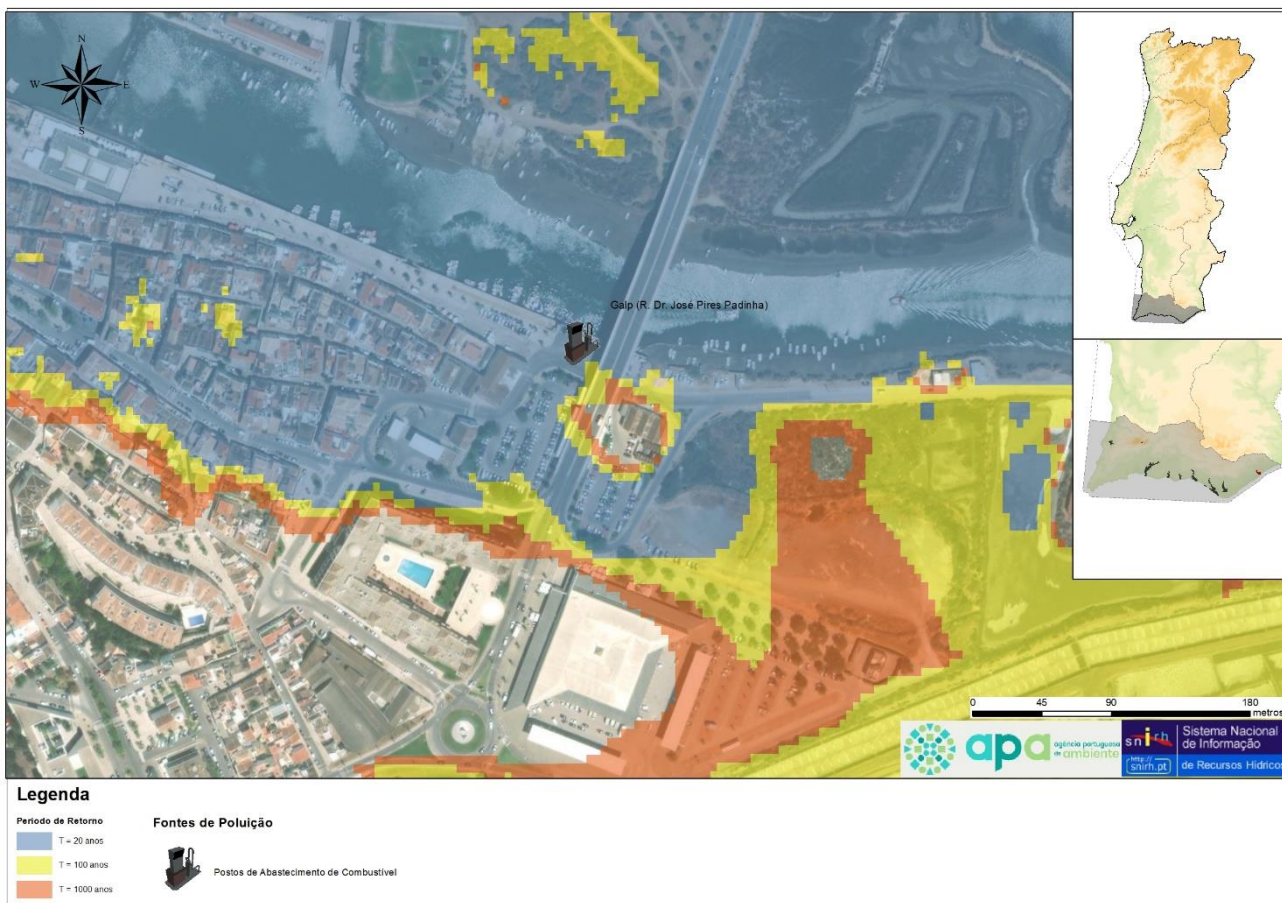 N
W E
S
Galp (R. Dr. José Pires Padinha)
0 45 90 180
metros
apa agência portuguesa
do ambiente
snirh
http://
snirh.pt
Sistema Nacional
de Informação
de Recursos Hídricos
Legenda
Periodo de Retorno
T = 20 anos
T = 100 anos
T = 1000 anos
Fontes de Poluição
Postos de Abastecimento de Combustível